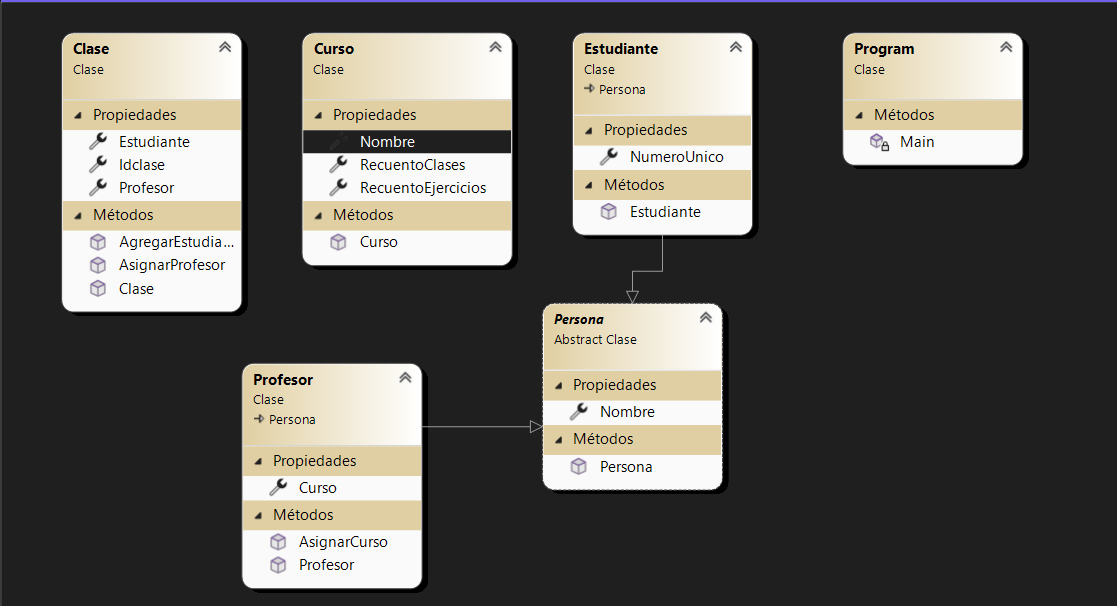 Clase
Clase
Propiedades
Estudiante
Idclase
Profesor
Métodos
AgregarEstudia...
AsignarProfesor
Clase
Curso
Clase
Propiedades
Nombre
RecuentoClases
RecuentoEjercicios
Métodos
Curso
Estudiante
Clase
Persona
Propiedades
NumeroUnico
Métodos
Estudiante
Program
Clase
Métodos
Main
Profesor
Clase
Persona
Propiedades
Curso
Métodos
AsignarCurso
Profesor
Persona
Abstract Clase
Propiedades
Nombre
Métodos
Persona